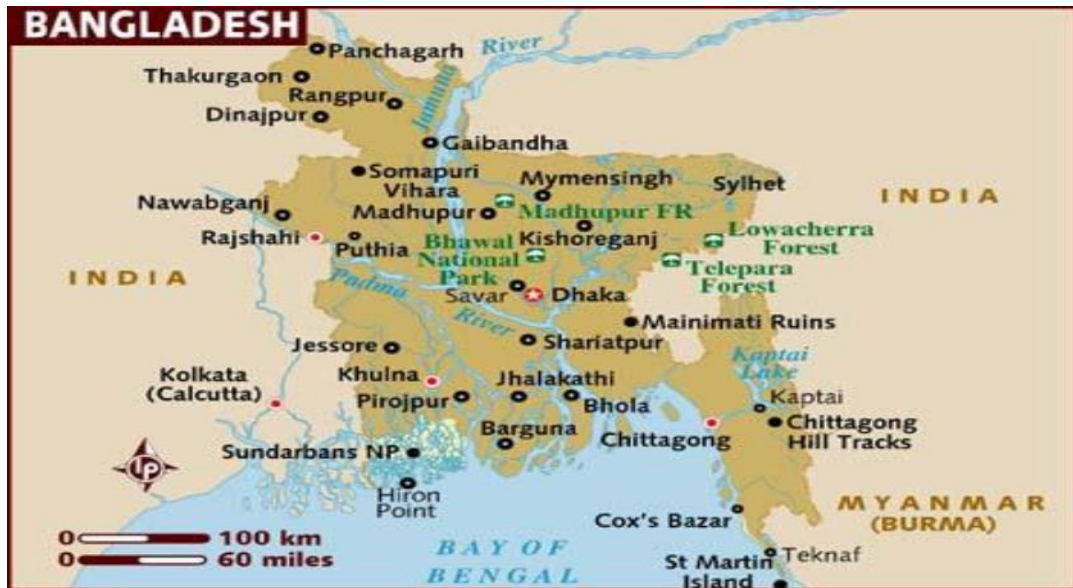 BANGLADESH
Panchagarh
River
Thakurgaon
Rangpur
Jumuna
Dinajpur
Gaibandha
Somapuri
Vihara
Mymensingh
Sylhet
INDIA
Nawabganj
Madhupur
Madhupur FR
Rajshahi
Puthia
Bhawal
National
Park
Kishoreganj
Lowacherra
Forest
INDIA
Telepara
Forest
Padma
River
Savar
Dhaka
Mainimati Ruins
Shariatpur
Jessore
Kaptai
Lake
Kolkata
(Calcutta)
Khulna
Jhalakathi
Kaptai
Pirojpur
Bhola
Barguna
Chittagong
Chittagong
Hill Tracks
Sundarbans NP
LP
Hiron
Point
Cox's Bazar
MYANMAR
(BURMA)
0 100 km
0 60 miles
BAY OF
BENGAL
Teknaf
St Martin
Island